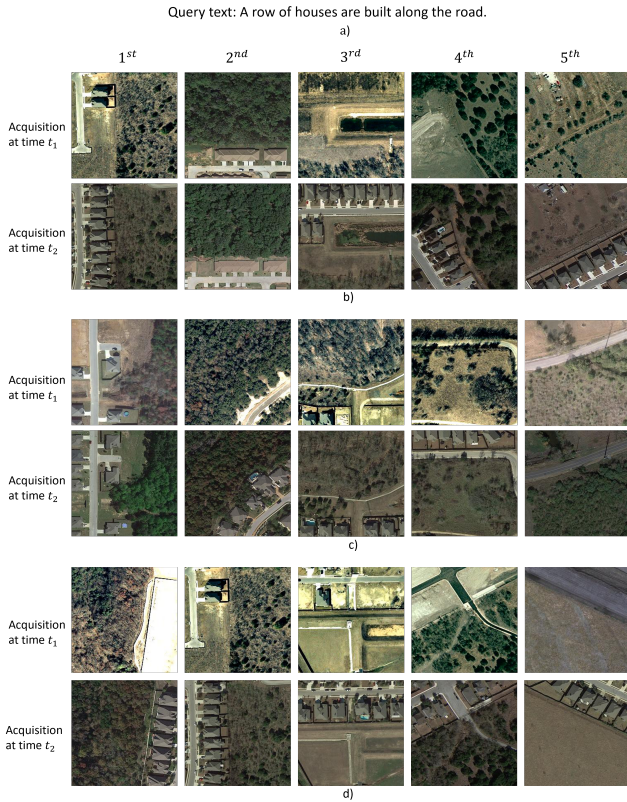 Query text: A row of houses are built along the road.
a)
1st 2nd 3rd 4th 5th
Acquisition
at time t1
Acquisition
at time t2
b)
Acquisition
at time t1
Acquisition
at time t2
c)
Acquisition
at time t1
Acquisition
at time t2
d)